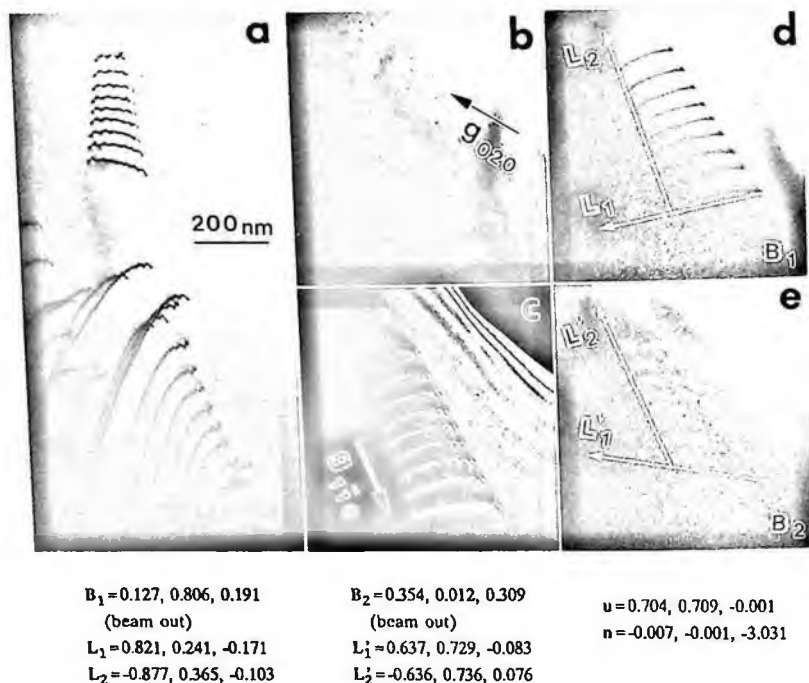 a
b
d
g020
200 nm
L2
L1
B1
c
g
e
L'2
L'1
B2
B1=0.127, 0.806, 0.191
(beam out)
L1=0.821, 0.241, -0.171
L2=-0.877, 0.365, -0.103
B2=0.354, 0.012, 0.309
(beam out)
L'1=0.637, 0.729, -0.083
L'2=-0.636, 0.736, 0.076
u=0.704, 0.709, -0.001
n=-0.007, -0.001, -3.031